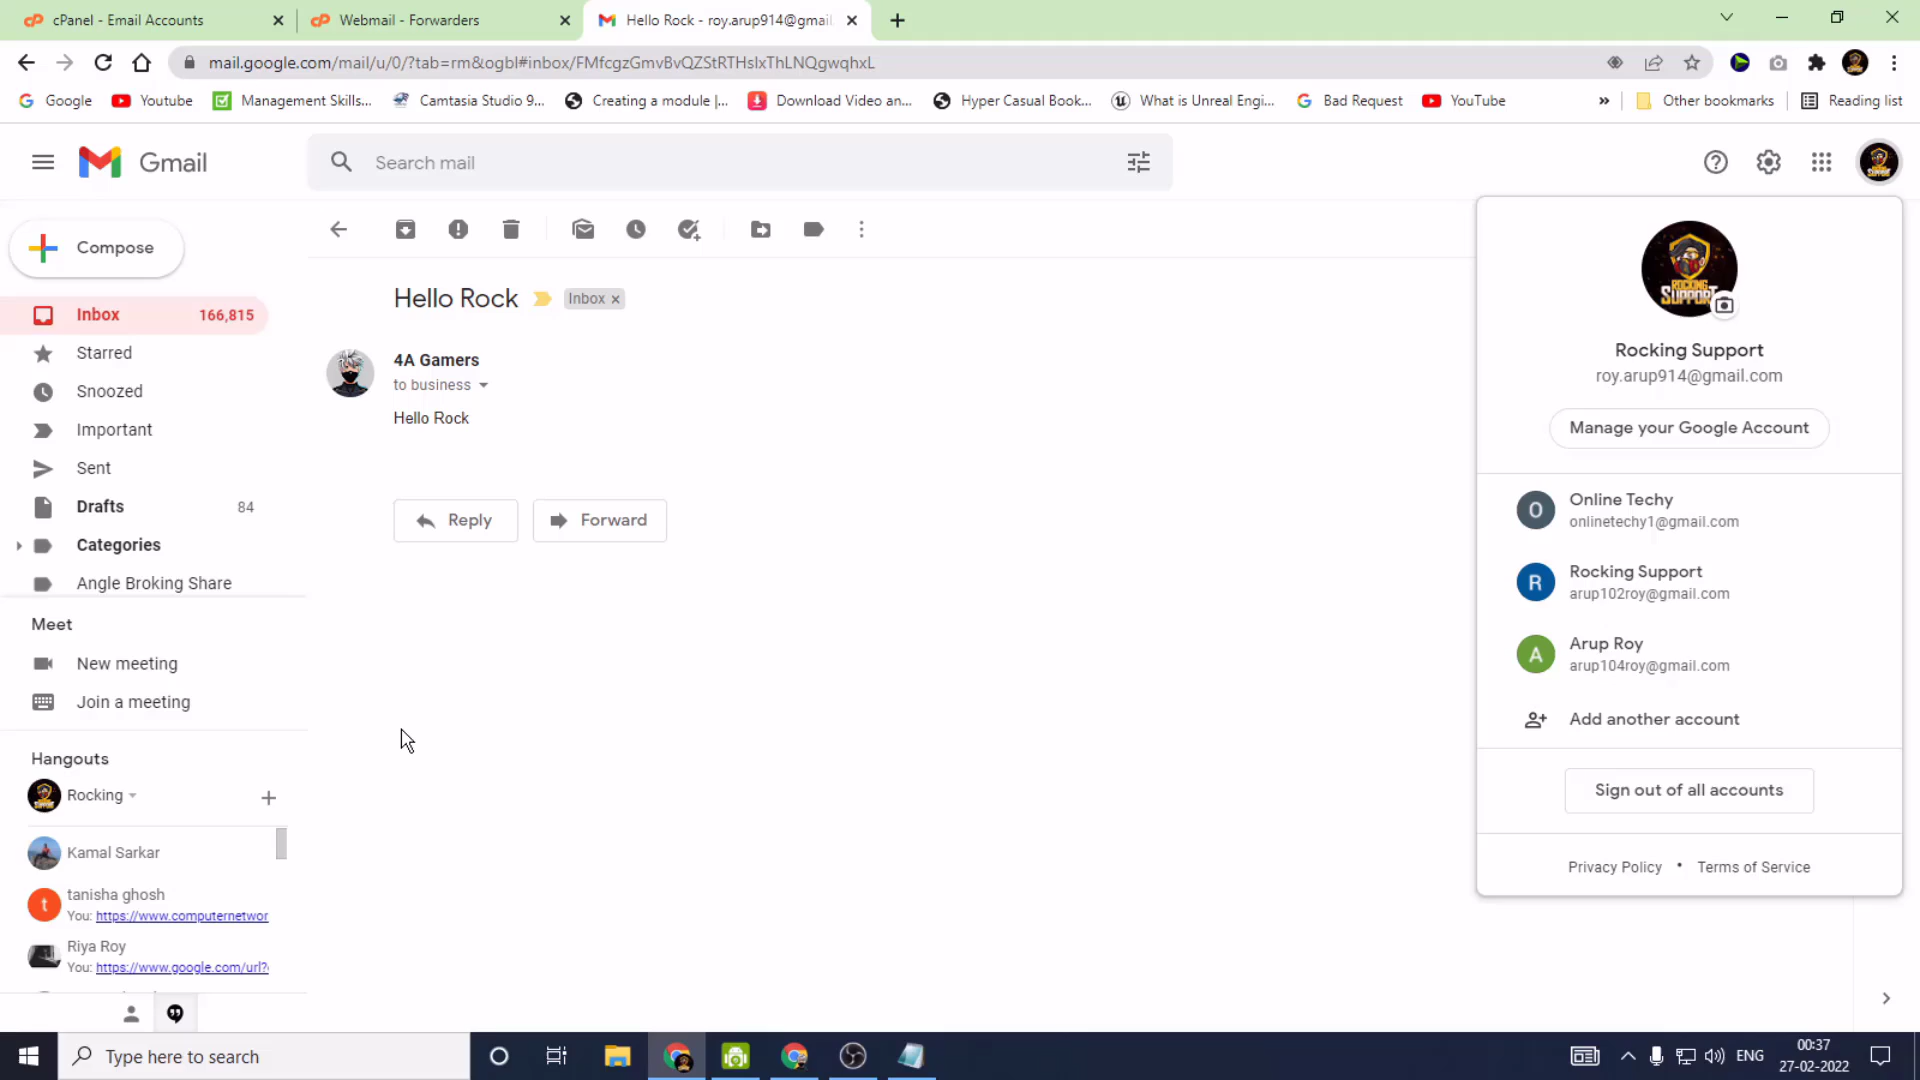 cPanel - Email Accounts
Webmail - Forwarders
Hello Rock - roy.arup914@gmail
mail.google.com/mail/u/0/?tab=rm&ogbl#inbox/FMfcgzGmvBvQZStRTHslxThLNQgwqhxL
Google
Youtube
Management Skills...
Camtasia Studio 9...
Creating a module |...
Download Video an...
Hyper Casual Book...
What is Unreal Engi...
Bad Request
YouTube
»
Other bookmarks
Reading list
Gmail
Search mail
Compose
Inbox 166,815
Starred
Snoozed
Important
Sent
Drafts 84
Categories
Angle Broking Share
Meet
New meeting
Join a meeting
Hangouts
Rocking
Kamal Sarkar
t
tanisha ghosh
You: https://www.computernetwor
Riya Roy
You: https://www.google.com/url?
Hello Rock
Inbox ×
4A Gamers
to business
Hello Rock
Reply
Forward
ROCKING
SUPPORT
Rocking Support
roy.arup914@gmail.com
Manage your Google Account
O
Online Techy
onlinetechy1@gmail.com
R
Rocking Support
arup102roy@gmail.com
A
Arup Roy
arup104roy@gmail.com
Add another account
Sign out of all accounts
Privacy Policy • Terms of Service
Type here to search
ENG
00:37
27-02-2022